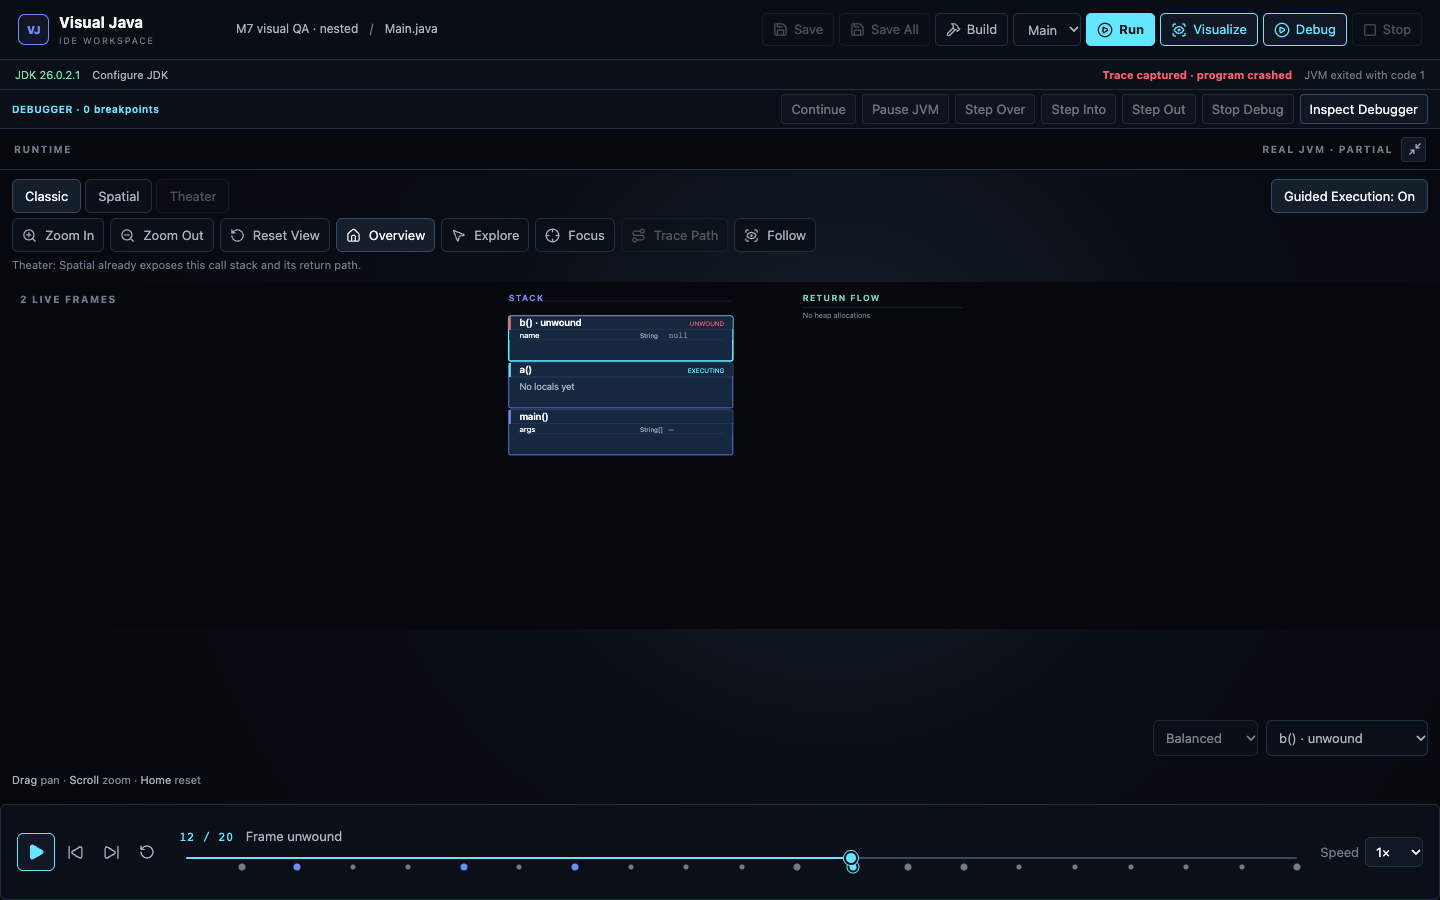 VJ
Visual Java
IDE WORKSPACE
M7 visual QA · nested / Main.java
Save
Save All
Build
Main
Run
Visualize
Debug
Stop
JDK 26.0.2.1 Configure JDK
Trace captured · program crashed JVM exited with code 1
DEBUGGER · 0 breakpoints
Continue
Pause JVM
Step Over
Step Into
Step Out
Stop Debug
Inspect Debugger
RUNTIME
REAL JVM · PARTIAL
Classic
Spatial
Theater
Guided Execution: On
Zoom In
Zoom Out
Reset View
Overview
Explore
Focus
Trace Path
Follow
Theater: Spatial already exposes this call stack and its return path.
2 LIVE FRAMES
STACK
b() · unwound UNWOUND
name String null
a() EXECUTING
No locals yet
main()
args String[] —
RETURN FLOW
No heap allocations
Balanced
b() · unwound
Drag pan · Scroll zoom · Home reset
12 / 20 Frame unwound
Speed 1×